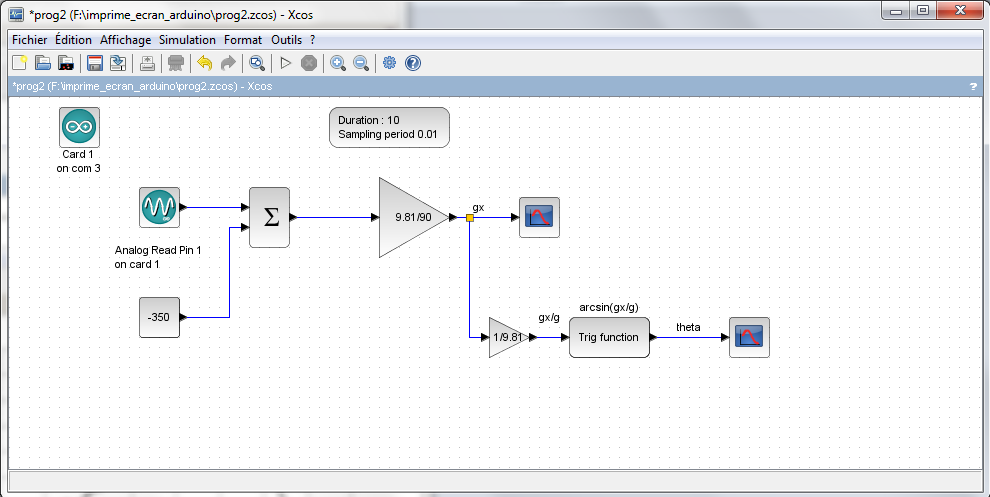 *prog2 (F:\imprime_ecran_arduino\prog2.zcos) - Xcos
Fichier Édition Affichage Simulation Format Outils ?
*prog2 (F:\imprime_ecran_arduino\prog2.zcos) - Xcos ?
Duration : 10
Sampling period 0.01
Card 1
on com 3
Σ
9.81/90
gx
Analog Read Pin 1
on card 1
-350
arcsin(gx/g)
gx/g
1/9.81
Trig function
theta